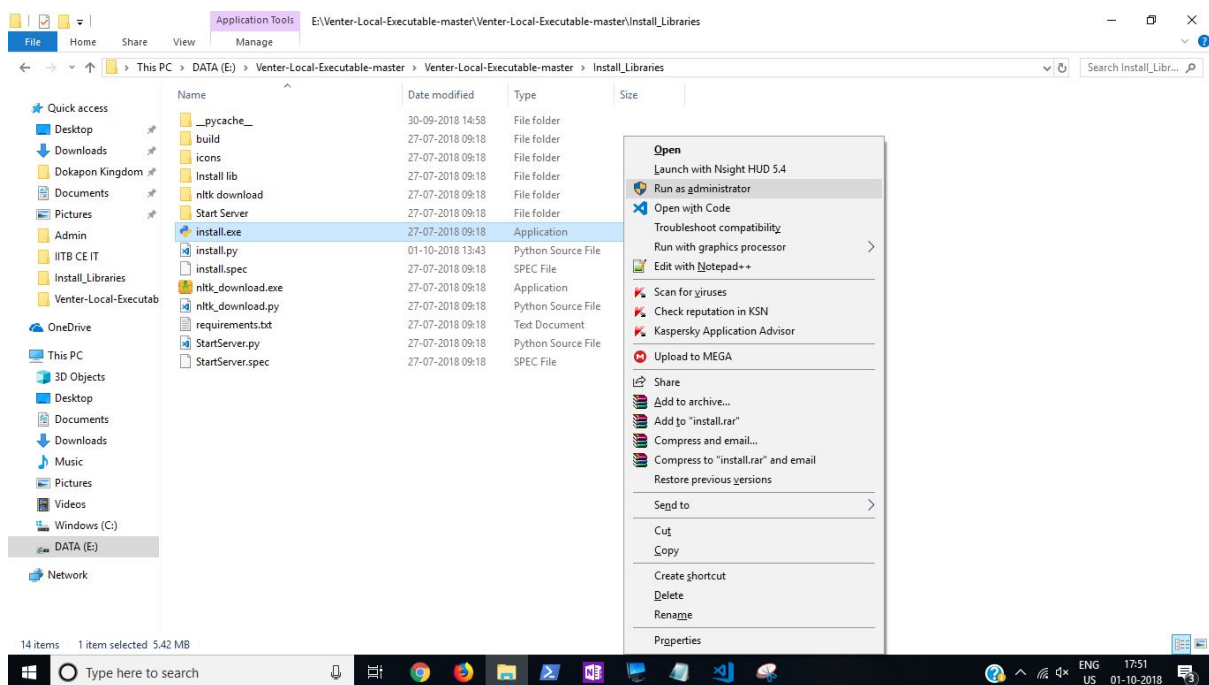 Application Tools E:\Venter-Local-Executable-master\Venter-Local-Executable-master\Install_Libraries
File Home Share View Manage
This PC > DATA (E:) > Venter-Local-Executable-master > Venter-Local-Executable-master > Install_Libraries Search Install_Libr...
Name Date modified Type Size
Quick access
Desktop
Downloads
Dokapon Kingdom
Documents
Pictures
Admin
IITB CE IT
Install_Libraries
Venter-Local-Executab
OneDrive
This PC
3D Objects
Desktop
Documents
Downloads
Music
Pictures
Videos
Windows (C:)
DATA (E:)
Network
__pycache__ 30-09-2018 14:58 File folder
build 27-07-2018 09:18 File folder
icons 27-07-2018 09:18 File folder
Install lib 27-07-2018 09:18 File folder
nltk download 27-07-2018 09:18 File folder
Start Server 27-07-2018 09:18 File folder
install.exe 27-07-2018 09:18 Application
install.py 01-10-2018 13:43 Python Source File
install.spec 27-07-2018 09:18 SPEC File
nltk_download.exe 27-07-2018 09:18 Application
nltk_download.py 27-07-2018 09:18 Python Source File
requirements.txt 27-07-2018 09:18 Text Document
StartServer.py 27-07-2018 09:18 Python Source File
StartServer.spec 27-07-2018 09:18 SPEC File
Open
Launch with Nsight HUD 5.4
Run as administrator
Open with Code
Troubleshoot compatibility
Run with graphics processor
Edit with Notepad++
Scan for viruses
Check reputation in KSN
Kaspersky Application Advisor
Upload to MEGA
Share
Add to archive...
Add to "install.rar"
Compress and email...
Compress to "install.rar" and email
Restore previous versions
Send to
Cut
Copy
Create shortcut
Delete
Rename
Properties
14 items 1 item selected 5.42 MB
Type here to search ENG 17:51
US 01-10-2018 3